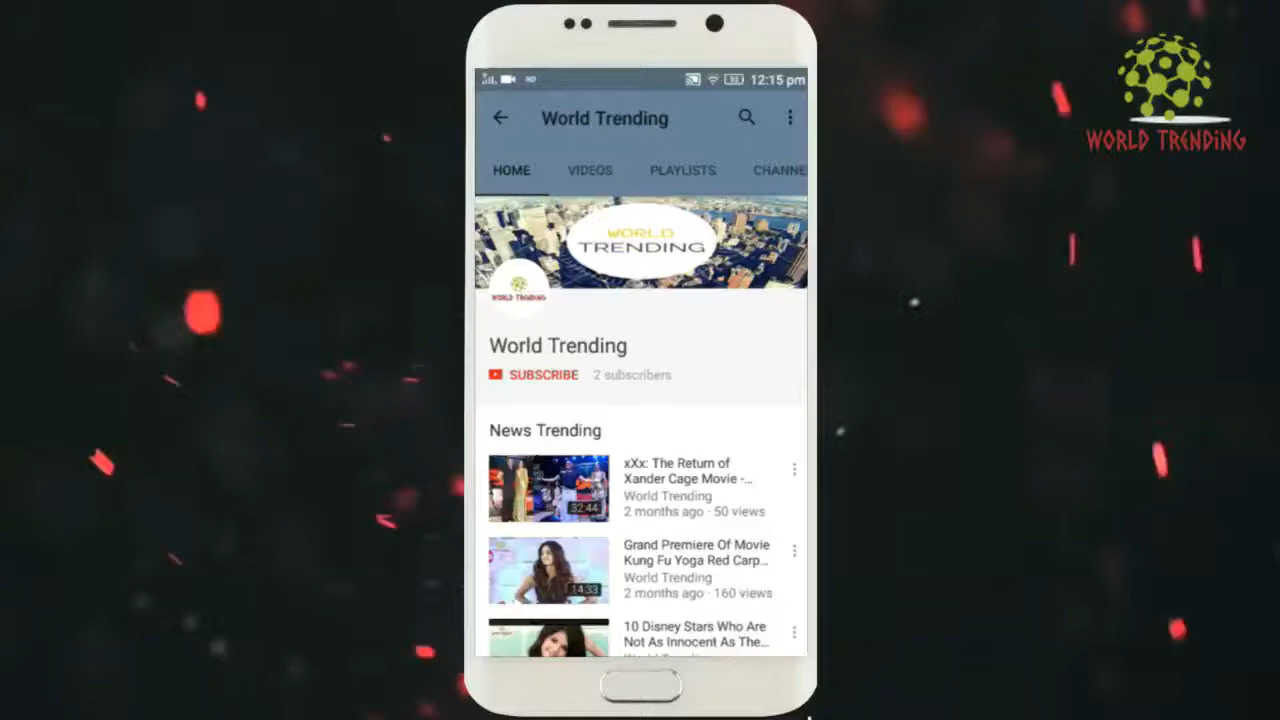 12:15 pm
World Trending
HOME VIDEOS PLAYLISTS CHANNE
WORLD
TRENDING
WORLD TRENDING
World Trending
SUBSCRIBE 2 subscribers
News Trending
xXx: The Return of
Xander Cage Movie -...
World Trending
2 months ago · 50 views
32:44
Grand Premiere Of Movie
Kung Fu Yoga Red Carp...
World Trending
2 months ago · 160 views
14:33
10 Disney Stars Who Are
Not As Innocent As The...
WORLD TRENDING